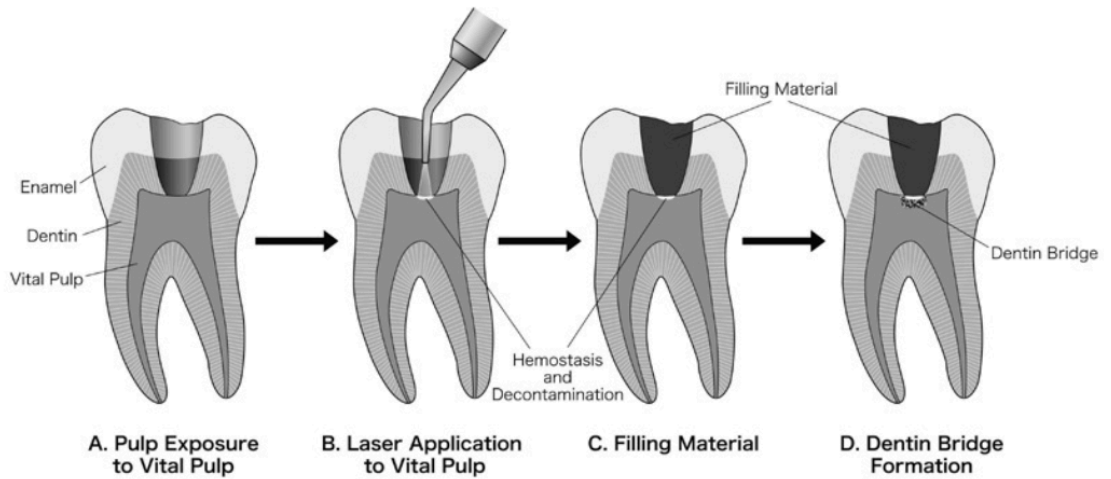 Filling Material
Enamel
Dentin
Vital Pulp
Dentin Bridge
Hemostasis
and
Decontamination
A. Pulp Exposure
to Vital Pulp
B. Laser Application
to Vital Pulp
C. Filling Material
D. Dentin Bridge
Formation